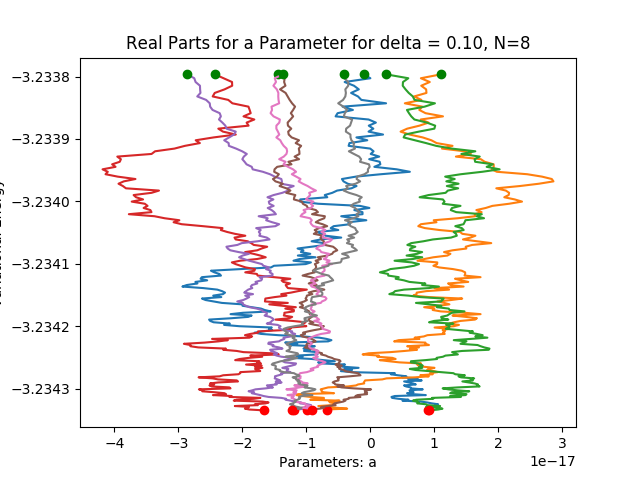 Real Parts for a Parameter for delta = 0.10, N=8
−3.2338
−3.2339
−3.2340
−3.2341
−3.2342
−3.2343
−4 −3 −2 −1 0 1 2 3
1e−17
Parameters: a